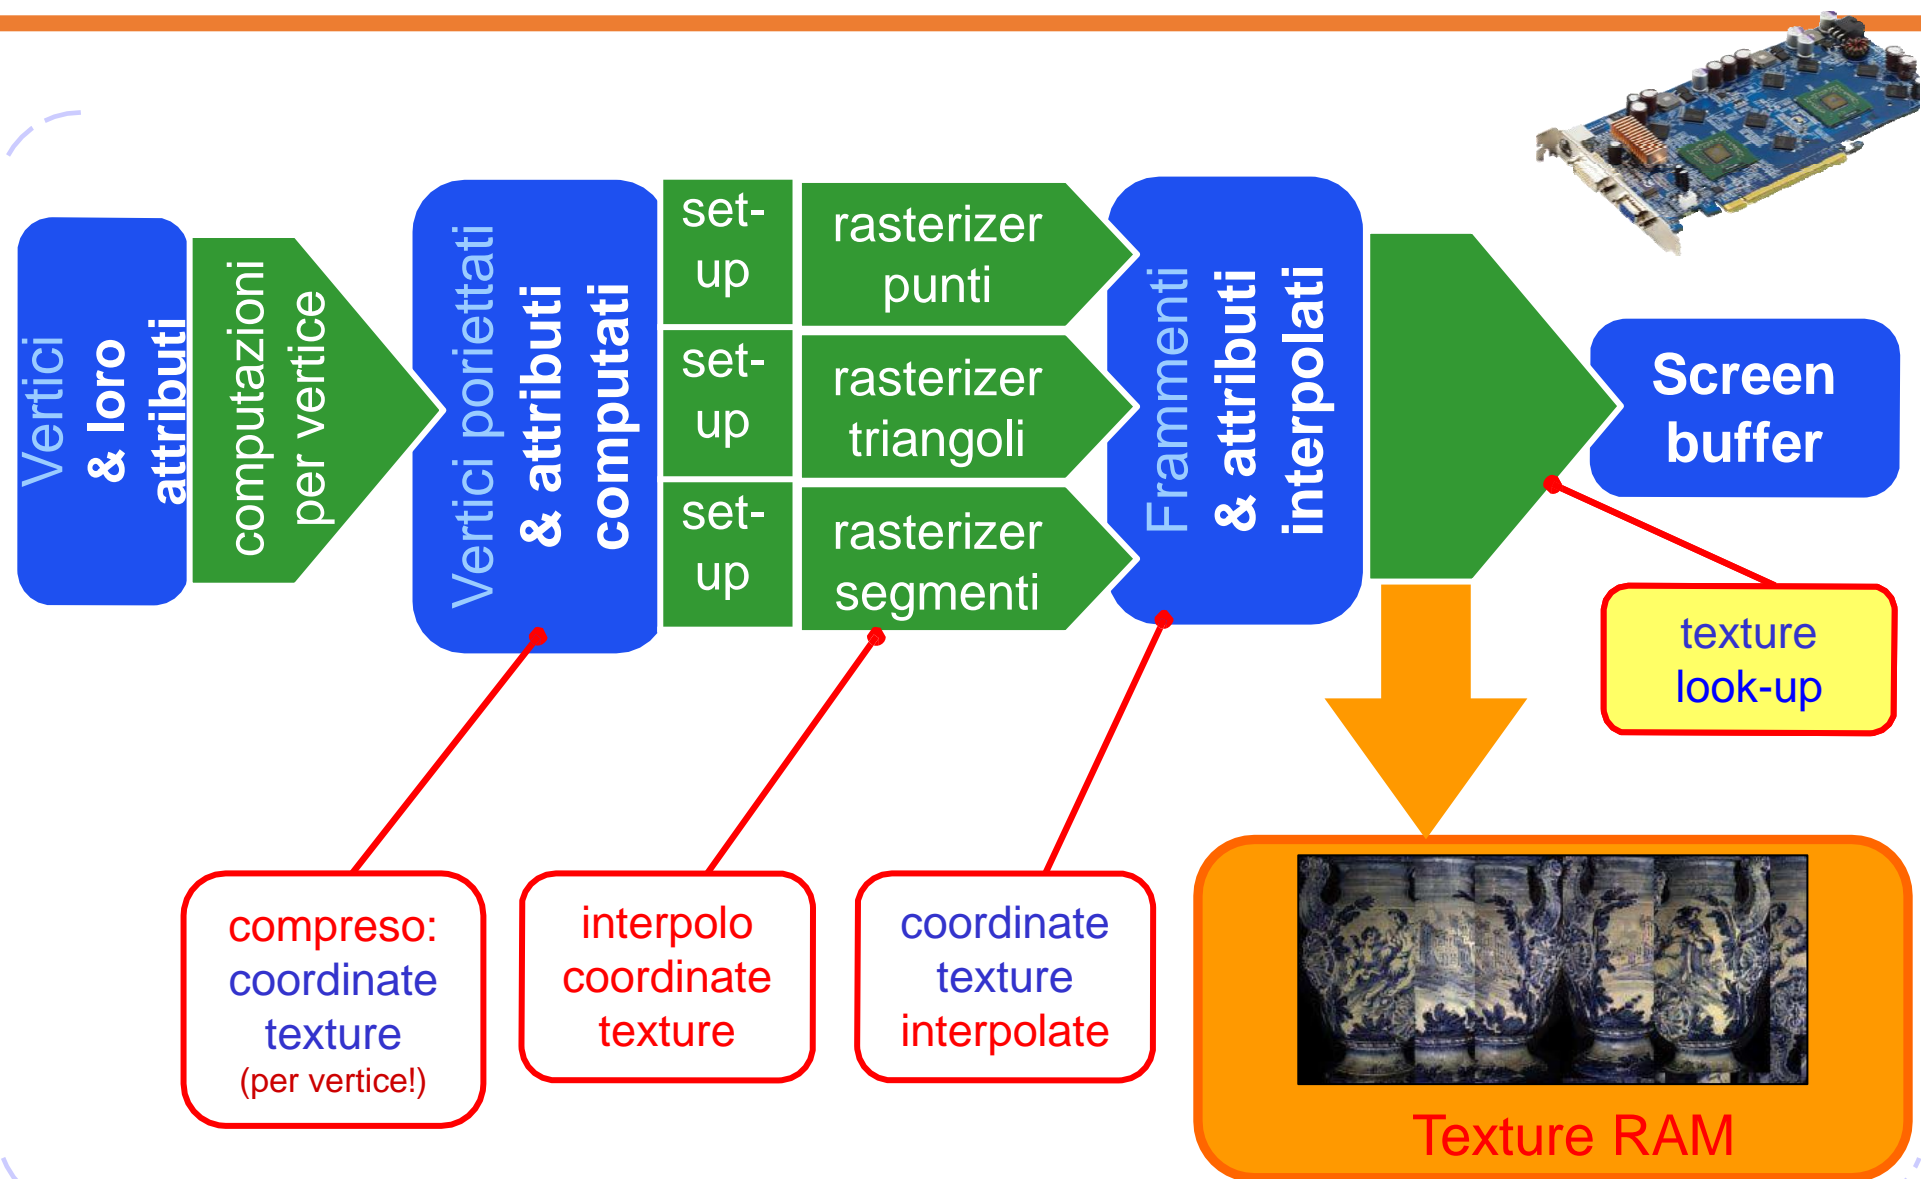 Vertici
& loro
attributi
computazioni
per vertice
Vertici poriettati
& attributi
computati
set-
up
rasterizer
punti
set-
up
rasterizer
triangoli
set-
up
rasterizer
segmenti
Frammenti
& attributi
interpolati
Screen
buffer
texture
look-up
compreso:
coordinate
texture
(per vertice!)
interpolo
coordinate
texture
coordinate
texture
interpolate
Texture RAM